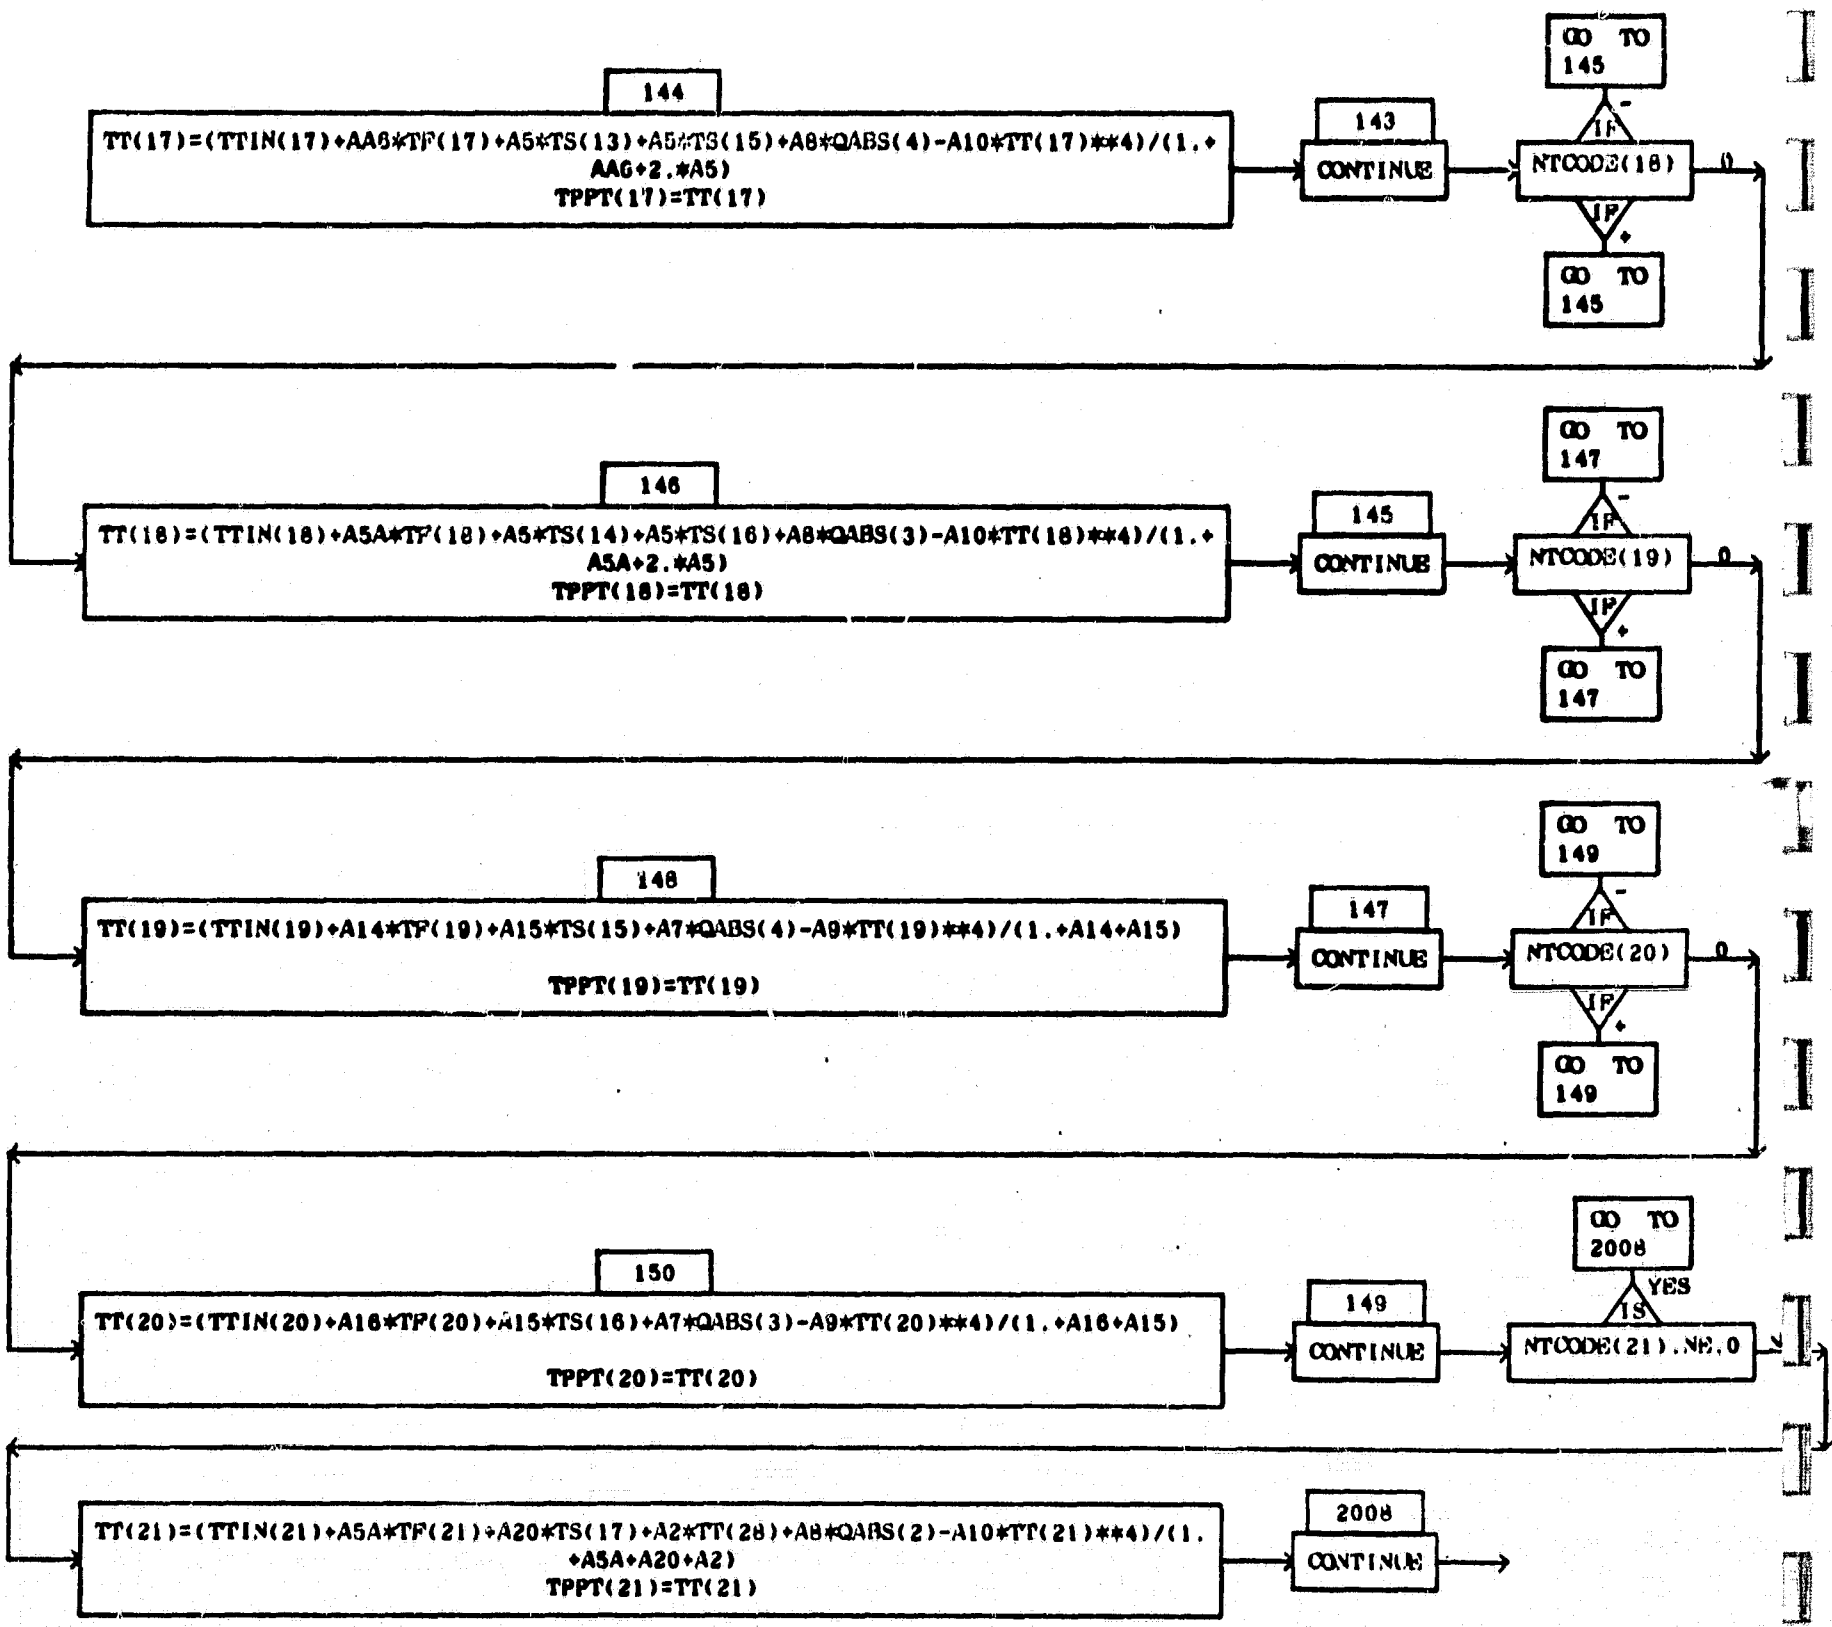 144
TT(17)=(TTIN(17)+AA6*TF(17)+A5*TS(13)+A5*TS(15)+A8*QABS(4)-A10*TT(17)**4)/(1.+
AA6+2.*A5)
TPPT(17)=TT(17)
143
CONTINUE
GO TO
145
-
IF
NTCODE(18)
0
IF
+
GO TO
145
146
TT(18)=(TTIN(18)+A5A*TF(18)+A5*TS(14)+A5*TS(16)+A8*QABS(3)-A10*TT(18)**4)/(1.+
A5A+2.*A5)
TPPT(18)=TT(18)
145
CONTINUE
GO TO
147
-
IF
NTCODE(19)
0
IF
+
GO TO
147
148
TT(19)=(TTIN(19)+A14*TF(19)+A15*TS(15)+A7*QABS(4)-A9*TT(19)**4)/(1.+A14+A15)
TPPT(19)=TT(19)
147
CONTINUE
GO TO
149
-
IF
NTCODE(20)
0
IF
+
GO TO
149
150
TT(20)=(TTIN(20)+A16*TF(20)+A15*TS(16)+A7*QABS(3)-A9*TT(20)**4)/(1.+A16+A15)
TPPT(20)=TT(20)
149
CONTINUE
GO TO
2008
YES
IS
NTCODE(21).NE.0
TT(21)=(TTIN(21)+A5A*TF(21)+A20*TS(17)+A2*TT(28)+A8*QABS(2)-A10*TT(21)**4)/(1.
+A5A+A20+A2)
TPPT(21)=TT(21)
2008
CONTINUE